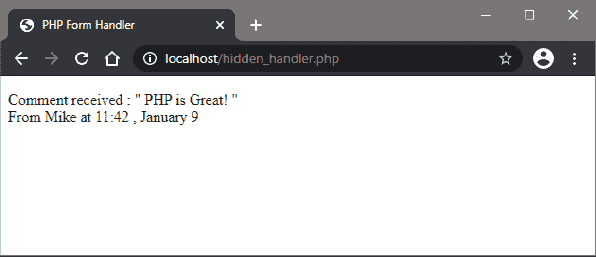 PHP Form Handler
localhost/hidden_handler.php
Comment received : " PHP is Great! "
From Mike at 11:42 , January 9